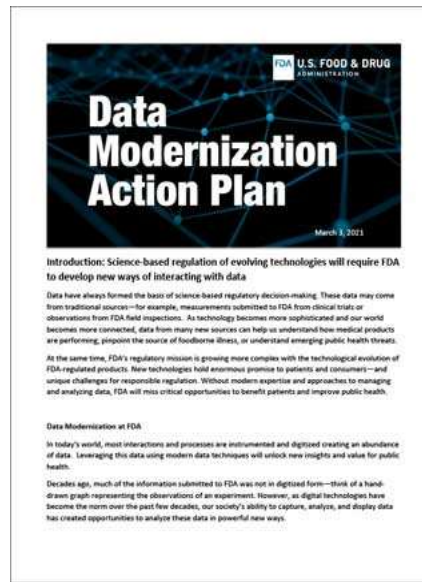 FDA U.S. FOOD & DRUG
ADMINISTRATION
Data
Modernization
Action Plan
March 3, 2021
Introduction: Science-based regulation of evolving technologies will require FDA
to develop new ways of interacting with data
Data have always formed the basis of science-based regulatory decision-making. These data may come
from traditional sources—for example, measurements submitted to FDA from clinical trials or
observations from FDA field inspections. As technology becomes more sophisticated and our world
becomes more connected, data from many new sources can help us understand how medical products
are performing, pinpoint the source of foodborne illness, or understand emerging public health threats.
At the same time, FDA's regulatory mission is growing more complex with the technological evolution of
FDA-regulated products. New technologies hold enormous promise to patients and consumers—and
unique challenges for responsible regulation. Without modern expertise and approaches to managing
and analyzing data, FDA will miss critical opportunities to benefit patients and improve public health.
Data Modernization at FDA
In today's world, most interactions and processes are instrumented and digitized creating an abundance
of data. Leveraging this data using modern data techniques will unlock new insights and value for public
health.
Decades ago, much of the information submitted to FDA was not in digitized form—think of a hand-
drawn graph representing the observations of an experiment. However, as digital technologies have
become the norm over the past few decades, our society's ability to capture, analyze, and display data
has created opportunities to analyze these data in powerful new ways.